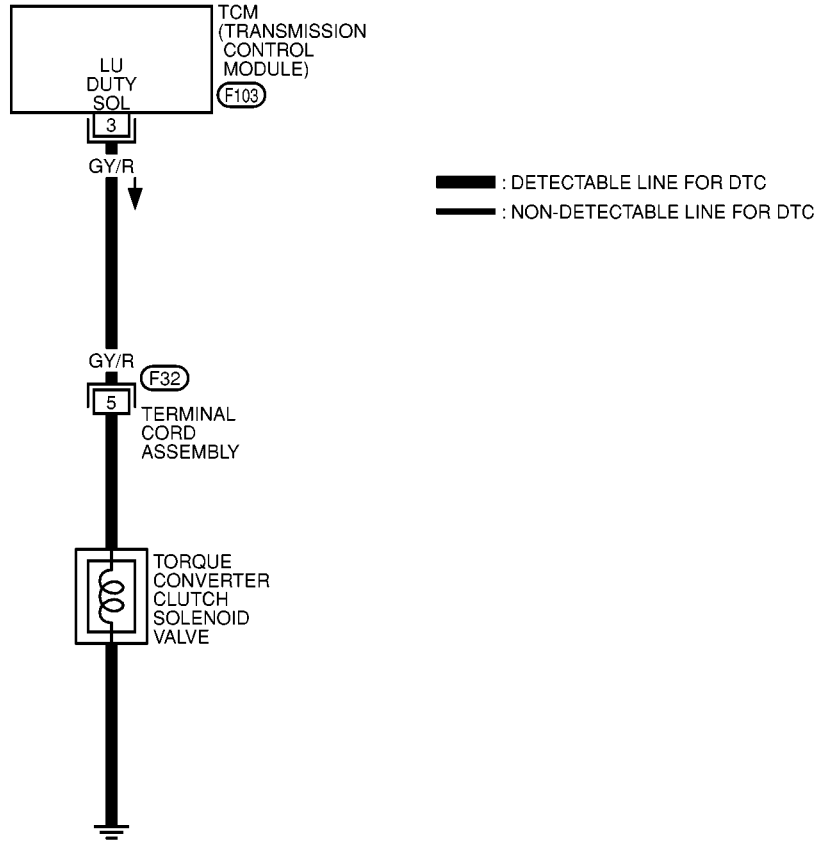 TCM
(TRANSMISSION
CONTROL
MODULE)
F103
LU
DUTY
SOL
3
GY/R
: DETECTABLE LINE FOR DTC
: NON-DETECTABLE LINE FOR DTC
GY/R
F32
5
TERMINAL
CORD
ASSEMBLY
TORQUE
CONVERTER
CLUTCH
SOLENOID
VALVE